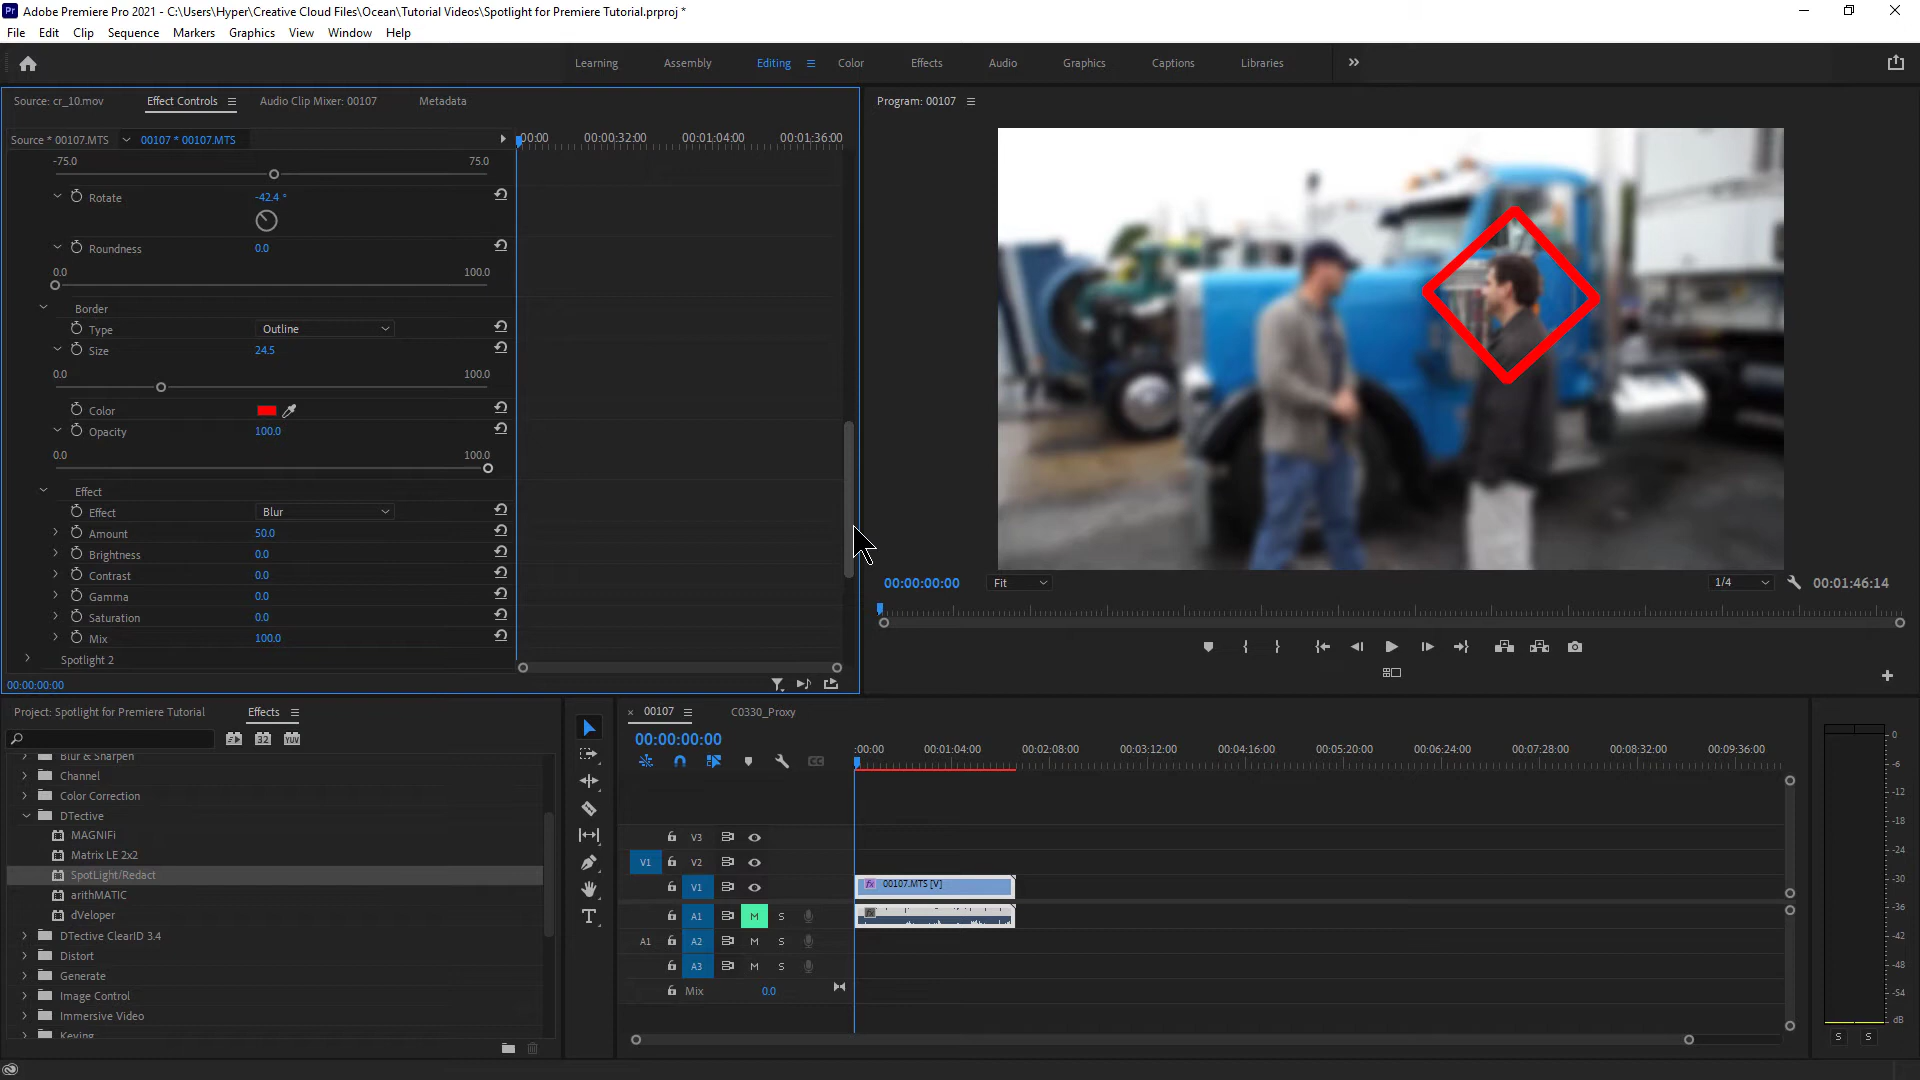 Adobe Premiere Pro 2021 - C:\Users\Hyper\Creative Cloud Files\Ocean\Tutorial Videos\Spotlight for Premiere Tutorial.prproj *
File Edit Clip Sequence Markers Graphics View Window Help
Learning Assembly Editing Color Effects Audio Graphics Captions Libraries
Source: cr_10.mov Effect Controls Audio Clip Mixer: 00107 Metadata
Program: 00107
Source * 00107.MTS 00107 * 00107.MTS
00:00 00:00:32:00 00:01:04:00 00:01:36:00
-75.0 75.0
Rotate -42.4 °
Roundness 0.0
0.0 100.0
Border
Type Outline
Size 24.5
0.0 100.0
Color
Opacity 100.0
0.0 100.0
Effect
Effect Blur
Amount 50.0
Brightness 0.0
Contrast 0.0
Gamma 0.0
Saturation 0.0
Mix 100.0
Spotlight 2
00:00:00:00
00:00:00:00 Fit 1/4 00:01:46:14
Project: Spotlight for Premiere Tutorial Effects
32 YUV
Blur & Sharpen
Channel
Color Correction
DTective
MAGNIFi
Matrix LE 2x2
SpotLight/Redact
arithMATIC
dVeloper
DTective ClearID 3.4
Distort
Generate
Image Control
Immersive Video
Keying
00107 C0330_Proxy
00:00:00:00
:00:00 00:01:04:00 00:02:08:00 00:03:12:00 00:04:16:00 00:05:20:00 00:06:24:00 00:07:28:00 00:08:32:00 00:09:36:00
V3
V1 V2
V1 fx 00107.MTS [V]
A1 M S fx
A1 A2 M S
A3 M S
Mix 0.0
0
-6
-12
-18
-24
-30
-36
-42
-48
-54
dB
S S